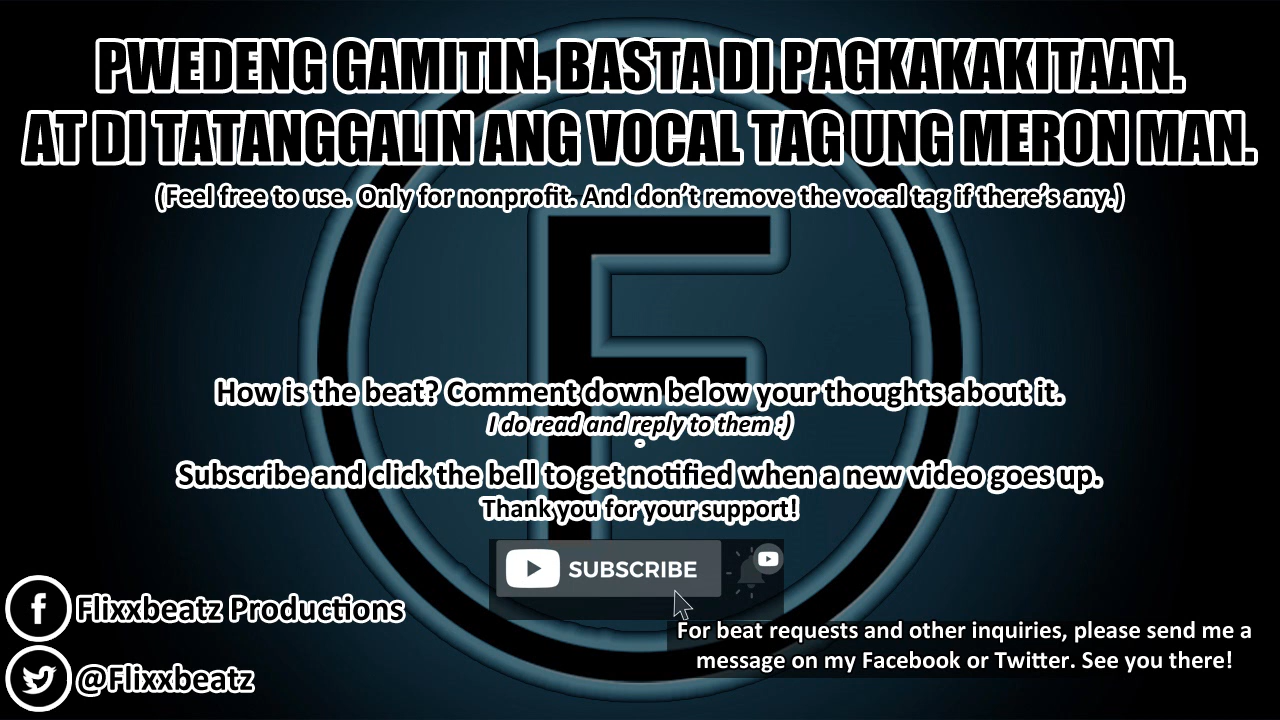 PWEDENG GAMITIN. BASTA DI PAGKAKAKITAAN.
AT DI TATANGGALIN ANG VOCAL TAG UNG MERON MAN.
(Feel free to use. Only for nonprofit. And don't remove the vocal tag if there's any.)
F
How is the beat? Comment down below your thoughts about it.
I do read and reply to them :)
-
Subscribe and click the bell to get notified when a new video goes up.
Thank you for your support!
SUBSCRIBE
f Flixxbeatz Productions
@Flixxbeatz
For beat requests and other inquiries, please send me a
message on my Facebook or Twitter. See you there!